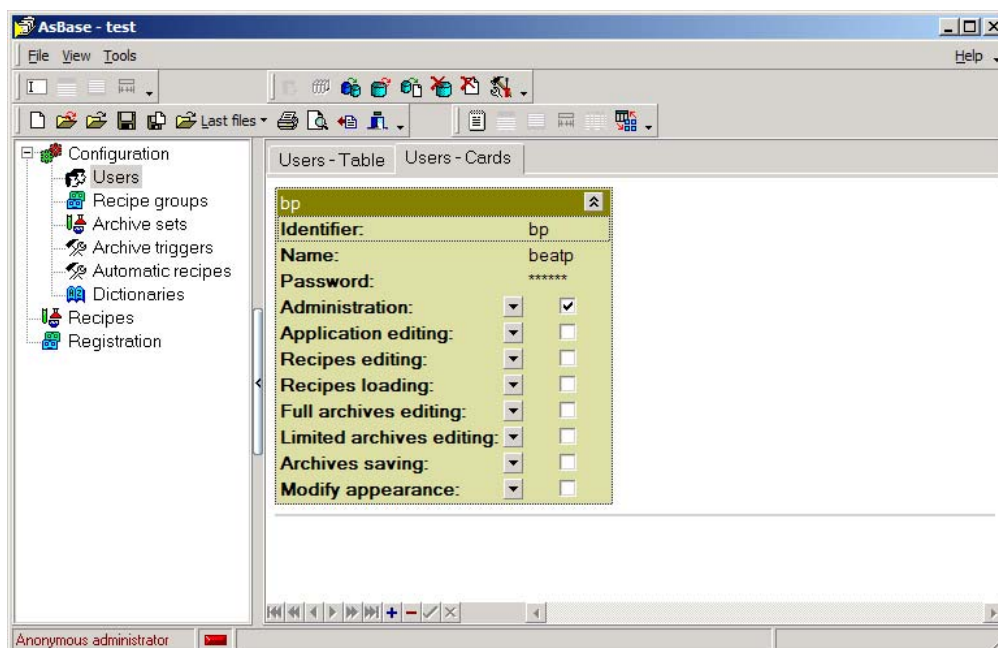 AsBase - test
File View Tools Help
Last files
Configuration
Users
Recipe groups
Archive sets
Archive triggers
Automatic recipes
Dictionaries
Recipes
Registration
Users - Table Users - Cards
bp
Identifier: bp
Name: beatp
Password: ******
Administration:
Application editing:
Recipes editing:
Recipes loading:
Full archives editing:
Limited archives editing:
Archives saving:
Modify appearance:
Anonymous administrator